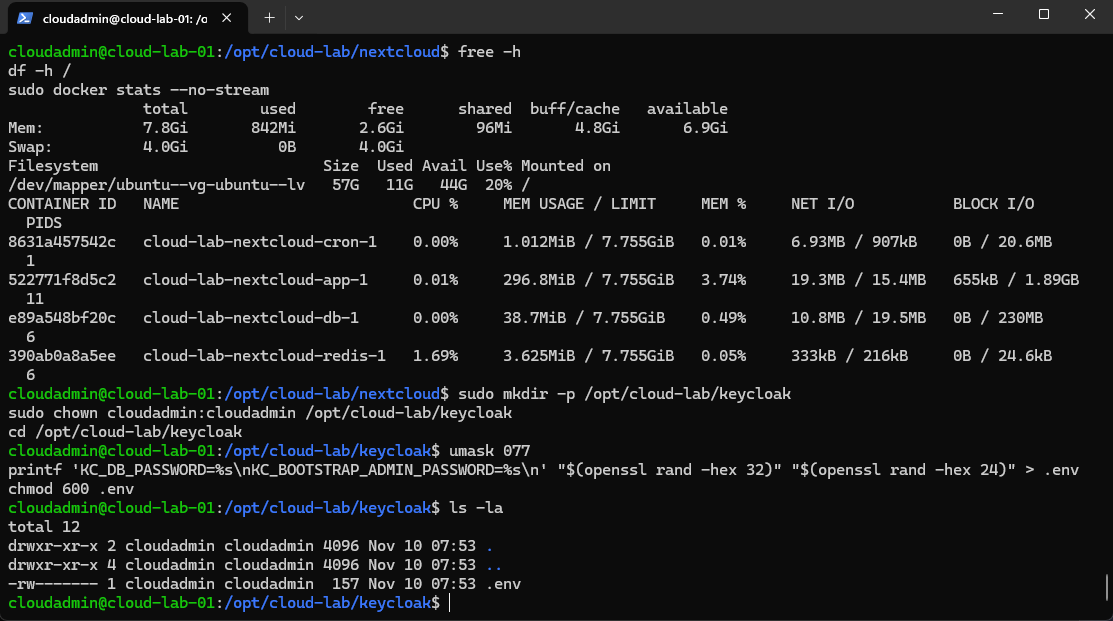 cloudadmin@cloud-lab-01: /o
cloudadmin@cloud-lab-01:/opt/cloud-lab/nextcloud$ free -h
df -h /
sudo docker stats --no-stream
               total        used        free      shared  buff/cache   available
Mem:           7.8Gi       842Mi       2.6Gi        96Mi       4.8Gi       6.9Gi
Swap:          4.0Gi          0B       4.0Gi
Filesystem                         Size  Used Avail Use% Mounted on
/dev/mapper/ubuntu--vg-ubuntu--lv   57G   11G   44G  20% /
CONTAINER ID   NAME                          CPU %     MEM USAGE / LIMIT     MEM %     NET I/O           BLOCK I/O
  PIDS
8631a457542c   cloud-lab-nextcloud-cron-1    0.00%     1.012MiB / 7.755GiB   0.01%     6.93MB / 907kB    0B / 20.6MB
  1
522771f8d5c2   cloud-lab-nextcloud-app-1     0.01%     296.8MiB / 7.755GiB   3.74%     19.3MB / 15.4MB   655kB / 1.89GB
  11
e89a548bf20c   cloud-lab-nextcloud-db-1      0.00%     38.7MiB / 7.755GiB    0.49%     10.8MB / 19.5MB   0B / 230MB
  6
390ab0a8a5ee   cloud-lab-nextcloud-redis-1   1.69%     3.625MiB / 7.755GiB   0.05%     333kB / 216kB     0B / 24.6kB
  6
cloudadmin@cloud-lab-01:/opt/cloud-lab/nextcloud$ sudo mkdir -p /opt/cloud-lab/keycloak
sudo chown cloudadmin:cloudadmin /opt/cloud-lab/keycloak
cd /opt/cloud-lab/keycloak
cloudadmin@cloud-lab-01:/opt/cloud-lab/keycloak$ umask 077
printf 'KC_DB_PASSWORD=%s\nKC_BOOTSTRAP_ADMIN_PASSWORD=%s\n' "$(openssl rand -hex 32)" "$(openssl rand -hex 24)" > .env
chmod 600 .env
cloudadmin@cloud-lab-01:/opt/cloud-lab/keycloak$ ls -la
total 12
drwxr-xr-x 2 cloudadmin cloudadmin 4096 Nov 10 07:53 .
drwxr-xr-x 4 cloudadmin cloudadmin 4096 Nov 10 07:53 ..
-rw------- 1 cloudadmin cloudadmin  157 Nov 10 07:53 .env
cloudadmin@cloud-lab-01:/opt/cloud-lab/keycloak$